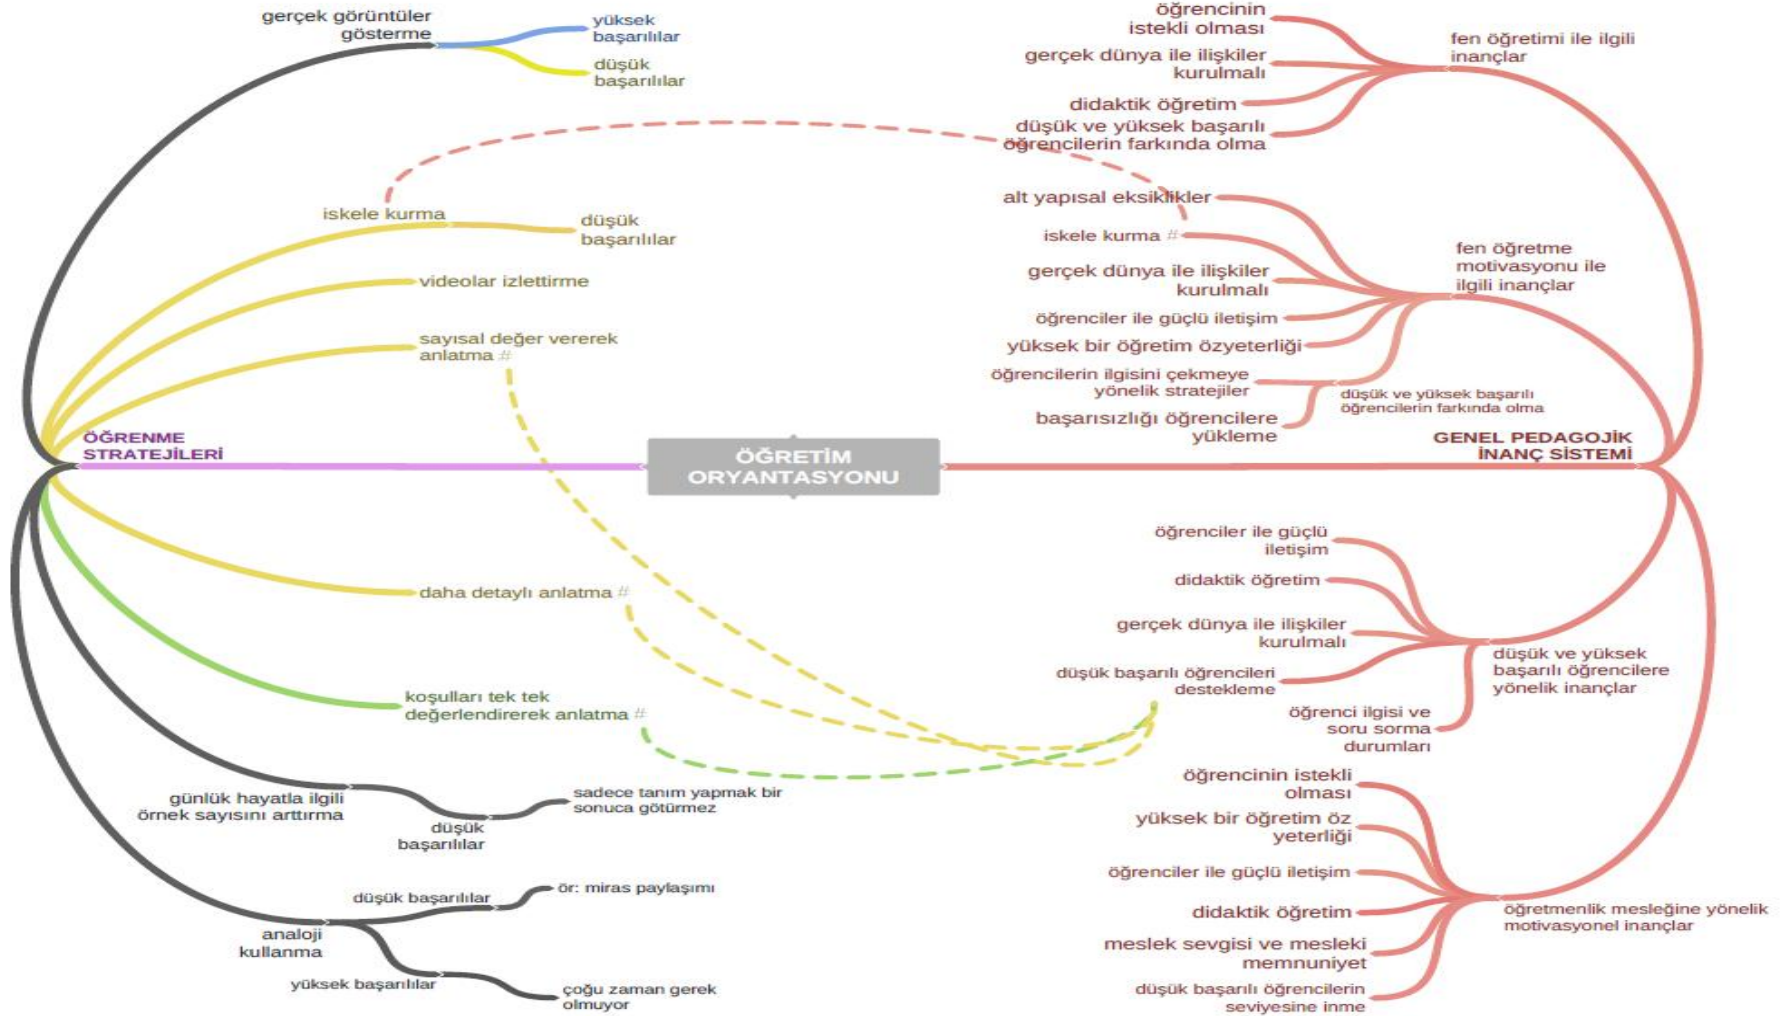 gerçek görüntüler
gösterme
yüksek
başarılılar
düşük
başarılılar
iskele kurma
düşük
başarılılar
videolar izlettirme
sayısal değer vererek
anlatma #
ÖĞRENME
STRATEJİLERİ
daha detaylı anlatma #
koşulları tek tek
değerlendirerek anlatma #
günlük hayatla ilgili
örnek sayısını arttırma
düşük
başarılılar
sadece tanım yapmak bir
sonuca götürmez
analoji
kullanma
düşük başarılılar
ör: miras paylaşımı
yüksek başarılılar
çoğu zaman gerek
olmuyor
ÖĞRETİM
ORYANTASYONU
öğrencinin
istekli olması
gerçek dünya ile ilişkiler
kurulmalı
didaktik öğretim
düşük ve yüksek başarılı
öğrencilerin farkında olma
fen öğretimi ile ilgili
inançlar
alt yapısal eksiklikler
iskele kurma #
gerçek dünya ile ilişkiler
kurulmalı
öğrenciler ile güçlü iletişim
yüksek bir öğretim özyeterliği
öğrencilerin ilgisini çekmeye
yönelik stratejiler
başarısızlığı öğrencilere
yükleme
düşük ve yüksek başarılı
öğrencilerin farkında olma
fen öğretme
motivasyonu ile
ilgili inançlar
GENEL PEDAGOJİK
İNANÇ SİSTEMİ
öğrenciler ile güçlü
iletişim
didaktik öğretim
gerçek dünya ile ilişkiler
kurulmalı
düşük başarılı öğrencileri
destekleme
öğrenci ilgisi ve
soru sorma
durumları
düşük ve yüksek
başarılı öğrencilere
yönelik inançlar
öğrencinin istekli
olması
yüksek bir öğretim öz
yeterliği
öğrenciler ile güçlü iletişim
didaktik öğretim
meslek sevgisi ve mesleki
memnuniyet
düşük başarılı öğrencilerin
seviyesine inme
öğretmenlik mesleğine yönelik
motivasyonel inançlar